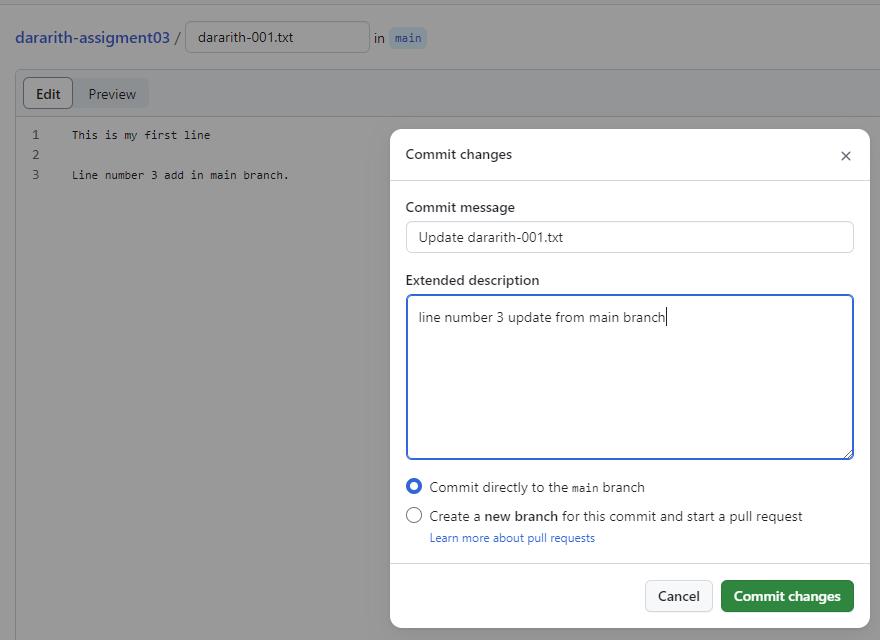 dararith-assigment03 / dararith-001.txt in main
Edit Preview
1 This is my first line
2
3 Line number 3 add in main branch.
Commit changes
Commit message
Update dararith-001.txt
Extended description
line number 3 update from main branch
Commit directly to the main branch
Create a new branch for this commit and start a pull request
Learn more about pull requests
Cancel Commit changes